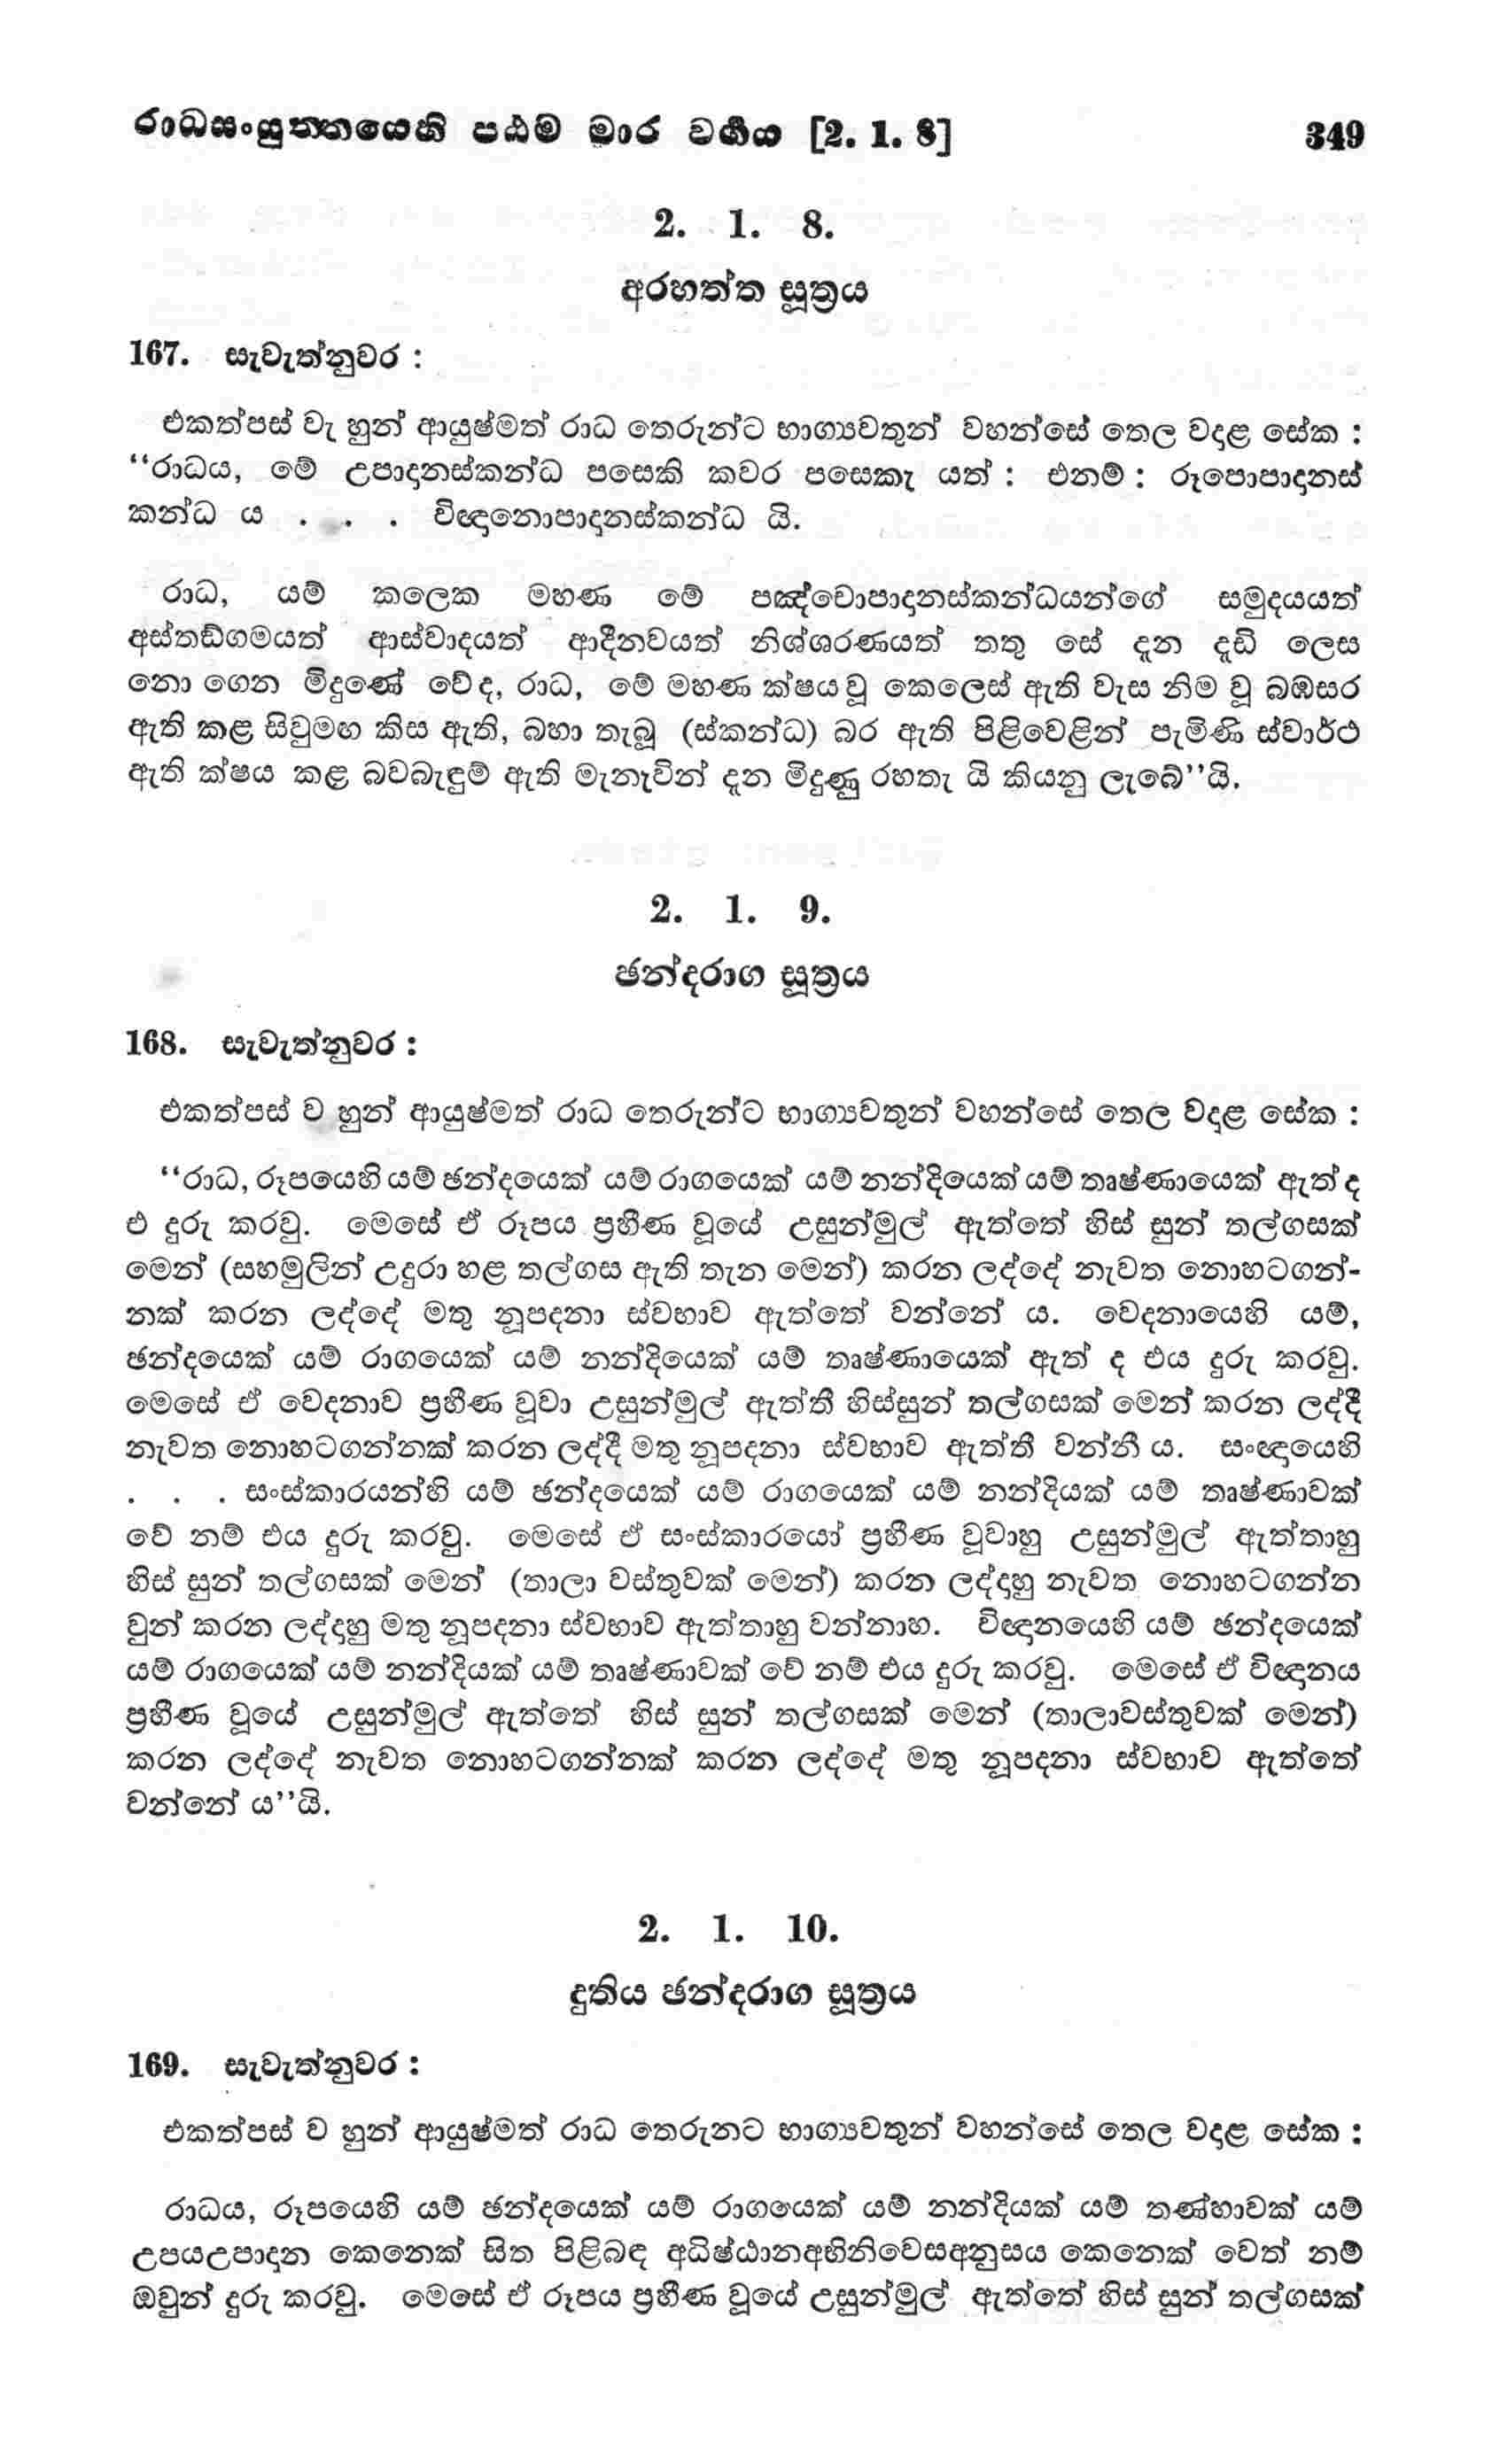 රාධසංයුත්තයෙහි පඨම මාර වර්‍ගය [2. 1. 8] 349
2. 1. 8.
අරහත්ත සූත්‍රය
167. සැවැත්නුවර :
එකත්පස් වැ හුන් ආයුෂ්මත් රාධ තෙරුන්ට භාග්‍යවතුන් වහන්සේ තෙල වදාළ සේක :
“රාධය, මේ උපාදානස්කන්ධ පසෙකි කවර පසෙකැ යත් : එනම් : රූපොපාදානස්
කන්ධ ය . . . විඥානොපාදානස්කන්ධ යි.
රාධ, යම් කලෙක මහණ මේ පඤ්චොපාදානස්කන්ධයන්ගේ සමුදයයත්
අස්තඞ්ගමයත් ආස්වාදයත් ආදීනවයත් නිශ්ශරණයත් තතු සේ දැන දැඩි ලෙස
නො ගෙන මිදුණේ වේ ද, රාධ, මේ මහණ ක්ෂය වූ කෙලෙස් ඇති වැස නිම වූ බඹසර
ඇති කළ සිවුමඟ කිස ඇති, බහා තැබූ (ස්කන්ධ) බර ඇති පිළිවෙළින් පැමිණි ස්වාර්ථ
ඇති ක්ෂය කළ බවබැඳුම් ඇති මැනැවින් දැන මිදුණු රහතැ යි කියනු ලැබේ”යි.
2. 1. 9.
ඡන්දරාග සූත්‍රය
168. සැවැත්නුවර :
එකත්පස් ව හුන් ආයුෂ්මත් රාධ තෙරුන්ට භාග්‍යවතුන් වහන්සේ තෙල වදාළ සේක :
“රාධ, රූපයෙහි යම් ඡන්දයෙක් යම් රාගයෙක් යම් නන්දියෙක් යම් තෘෂ්ණායෙක් ඇත් ද
එ දුරු කරවු. මෙසේ ඒ රූපය ප්‍රහීණ වූයේ උසුන්මුල් ඇත්තේ හිස් සුන් තල්ගසක්
මෙන් (සහමුලින් උදුරා හළ තල්ගස ඇති තැන මෙන්) කරන ලද්දේ නැවත නොහටගන්-
නක් කරන ලද්දේ මතු නූපදනා ස්වභාව ඇත්තේ වන්නේ ය. වෙදනායෙහි යම්,
ඡන්දයෙක් යම් රාගයෙක් යම් නන්දියෙක් යම් තෘෂ්ණායෙක් ඇත් ද එය දුරු කරවු.
මෙසේ ඒ වෙදනාව ප්‍රහීණ වූවා උසුන්මුල් ඇත්තී හිස්සුන් තල්ගසක් මෙන් කරන ලද්දී
නැවත නොහටගන්නක් කරන ලද්දී මතු නූපදනා ස්වභාව ඇත්තී වන්නී ය. සංඥායෙහි
. . . සංස්කාරයන්හි යම් ඡන්දයෙක් යම් රාගයෙක් යම් නන්දියක් යම් තෘෂ්ණාවක්
වේ නම් එය දුරු කරවු. මෙසේ ඒ සංස්කාරයෝ ප්‍රහීණ වූවාහු උසුන්මුල් ඇත්තාහු
හිස් සුන් තල්ගසක් මෙන් (තාලා වස්තුවක් මෙන්) කරන ලද්දාහු නැවත නොහටගන්න
වුන් කරන ලද්දාහු මතු නූපදනා ස්වභාව ඇත්තාහු වන්නාහ. විඥානයෙහි යම් ඡන්දයෙක්
යම් රාගයෙක් යම් නන්දියක් යම් තෘෂ්ණාවක් වේ නම් එය දුරු කරවු. මෙසේ ඒ විඥානය
ප්‍රහීණ වූයේ උසුන්මුල් ඇත්තේ හිස් සුන් තල්ගසක් මෙන් (තාලාවස්තුවක් මෙන්)
කරන ලද්දේ නැවත නොහටගන්නක් කරන ලද්දේ මතු නූපදනා ස්වභාව ඇත්තේ
වන්නේ ය”යි.
2. 1. 10.
දුතිය ඡන්දරාග සූත්‍රය
169. සැවැත්නුවර :
එකත්පස් ව හුන් ආයුෂ්මත් රාධ තෙරුනට භාග්‍යවතුන් වහන්සේ තෙල වදාළ සේක :
රාධය, රූපයෙහි යම් ඡන්දයෙක් යම් රාගයෙක් යම් නන්දියක් යම් තණ්හාවක් යම්
උපයඋපාදාන කෙනෙක් සිත පිළිබඳ අධිෂ්ඨානඅභිනිවෙසඅනුසය කෙනෙක් වෙත් නම්
ඔවුන් දුරු කරවු. මෙසේ ඒ රූපය ප්‍රහීණ වූයේ උසුන්මුල් ඇත්තේ හිස් සුන් තල්ගසක්